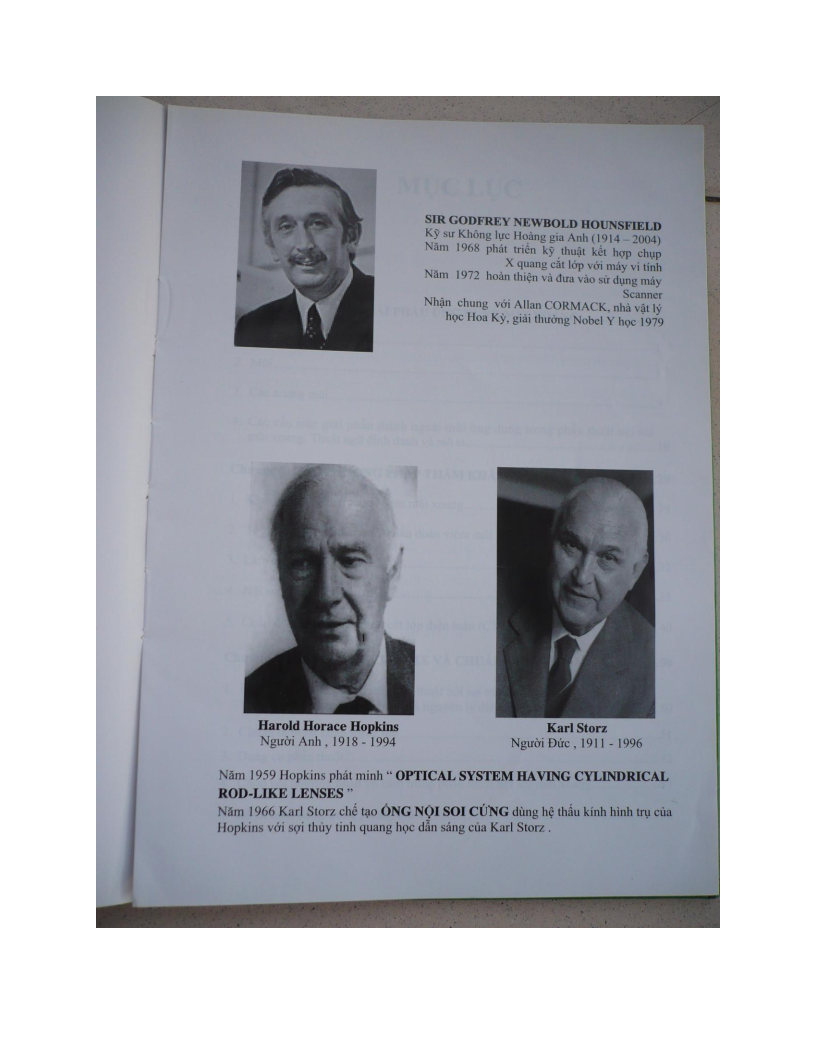 MỤC LỤC
SIR GODFREY NEWBOLD HOUNSFIELD
Kỹ sư Không lực Hoàng gia Anh (1914 – 2004)
Năm 1968 phát triển kỹ thuật kết hợp chụp
X quang cắt lớp với máy vi tính
Năm 1972 hoàn thiện và đưa vào sử dụng máy
Scanner
Nhận chung với Allan CORMACK, nhà vật lý
học Hoa Kỳ, giải thưởng Nobel Y học 1979
Harold Horace Hopkins
Người Anh , 1918 - 1994
Karl Storz
Người Đức , 1911 - 1996
Năm 1959 Hopkins phát minh “ OPTICAL SYSTEM HAVING CYLINDRICAL
ROD-LIKE LENSES ”
Năm 1966 Karl Storz chế tạo ỐNG NỘI SOI CỨNG dùng hệ thấu kính hình trụ của
Hopkins với sợi thủy tinh quang học dẫn sáng của Karl Storz .